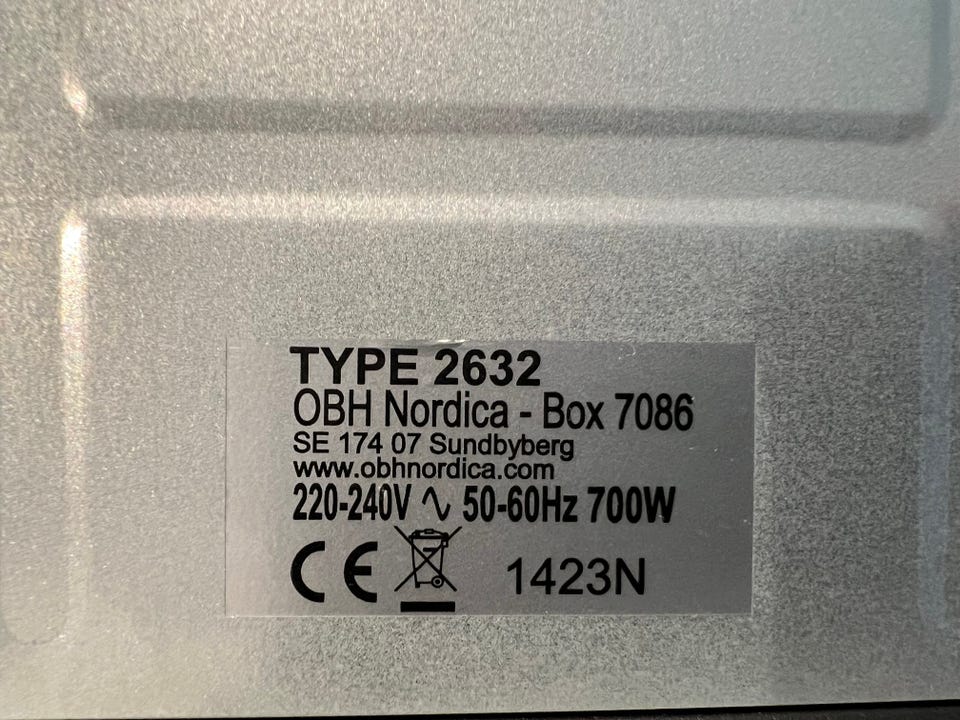 TYPE 2632
OBH Nordica - Box 7086
SE 174 07 Sundbyberg
www.obhnordica.com
220-240V ∿ 50-60Hz 700W
CE 1423N